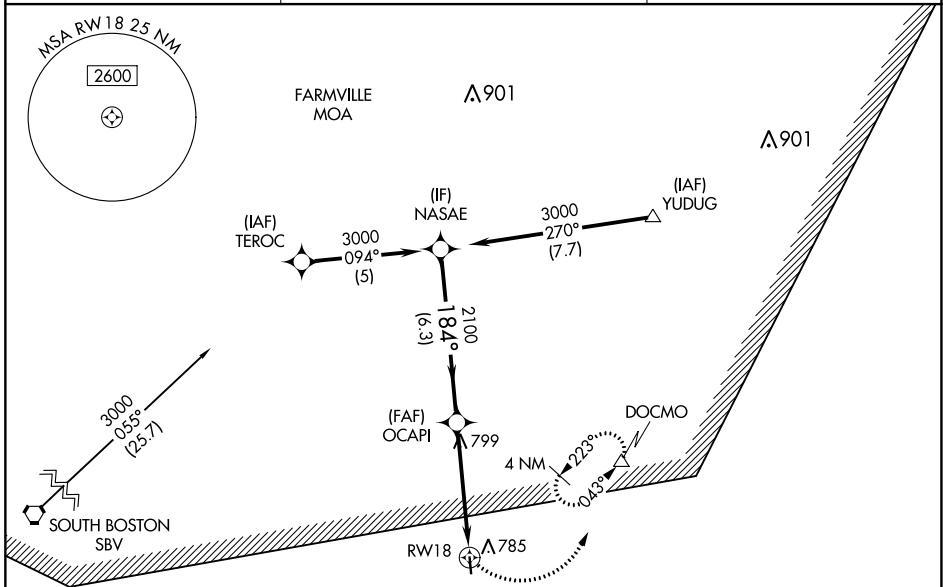 MSA RW18 25 NM
2600
FARMVILLE
MOA
901
901
(IAF)
TEROC
3000
094°
(5)
(IF)
NASAE
3000
270°
(7.7)
(IAF)
YUDUG
2100
184°
(6.3)
(FAF)
OCAPI
799
DOCMO
4 NM
223°
043°
3000
055°
(25.7)
SOUTH BOSTON
SBV
RW18
785